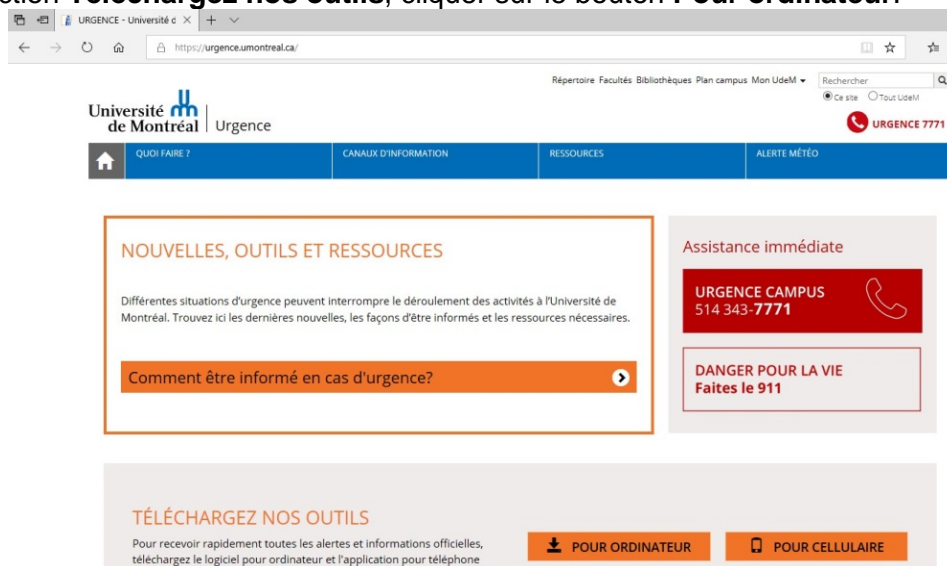 ction Téléchargez nos outils, cliquer sur le bouton Pour ordinateur.
URGENCE - Université d
https://urgence.umontreal.ca/
Répertoire Facultés Bibliothèques Plan campus Mon UdeM
Rechercher
Ce site Tout UdeM
Université de Montréal
Urgence
URGENCE 7771
QUOI FAIRE ?
CANAUX D'INFORMATION
RESSOURCES
ALERTE MÉTÉO
NOUVELLES, OUTILS ET RESSOURCES
Différentes situations d'urgence peuvent interrompre le déroulement des activités à l'Université de
Montréal. Trouvez ici les dernières nouvelles, les façons d'être informés et les ressources nécessaires.
Comment être informé en cas d'urgence?
Assistance immédiate
URGENCE CAMPUS
514 343-7771
DANGER POUR LA VIE
Faites le 911
TÉLÉCHARGEZ NOS OUTILS
Pour recevoir rapidement toutes les alertes et informations officielles,
téléchargez le logiciel pour ordinateur et l'application pour téléphone
POUR ORDINATEUR
POUR CELLULAIRE